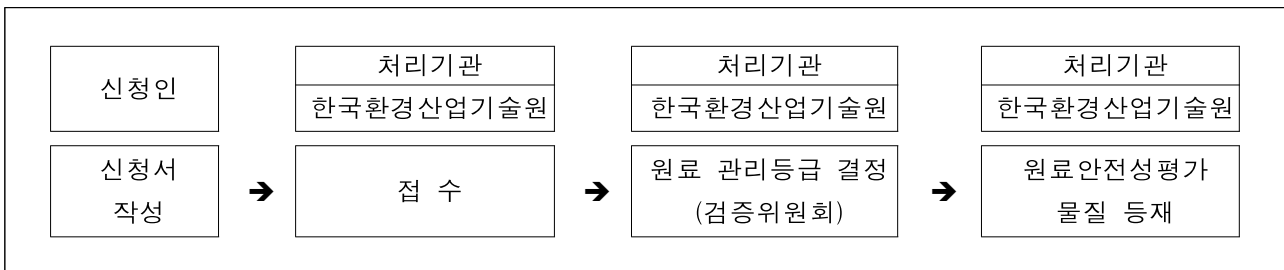 신청인
처리기관
한국환경산업기술원
처리기관
한국환경산업기술원
처리기관
한국환경산업기술원
신청서
작성
➔
접 수
➔
원료 관리등급 결정
(검증위원회)
➔
원료안전성평가
물질 등재